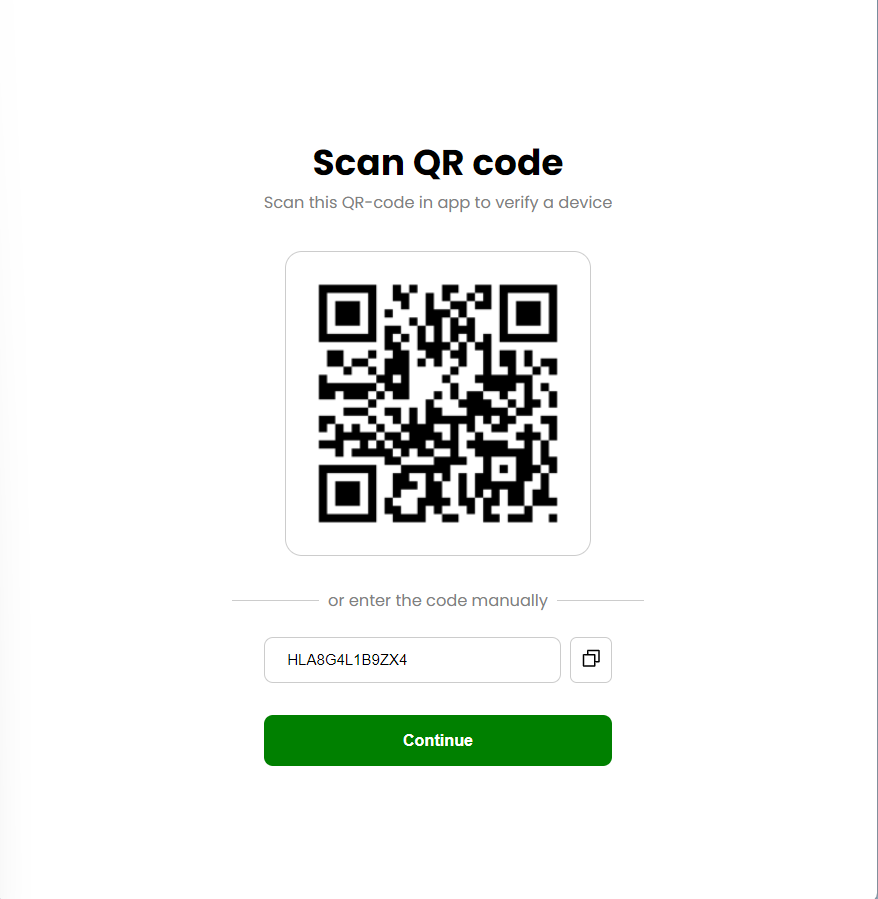 Scan QR code
Scan this QR-code in app to verify a device
or enter the code manually
HLA8G4L1B9ZX4
Continue